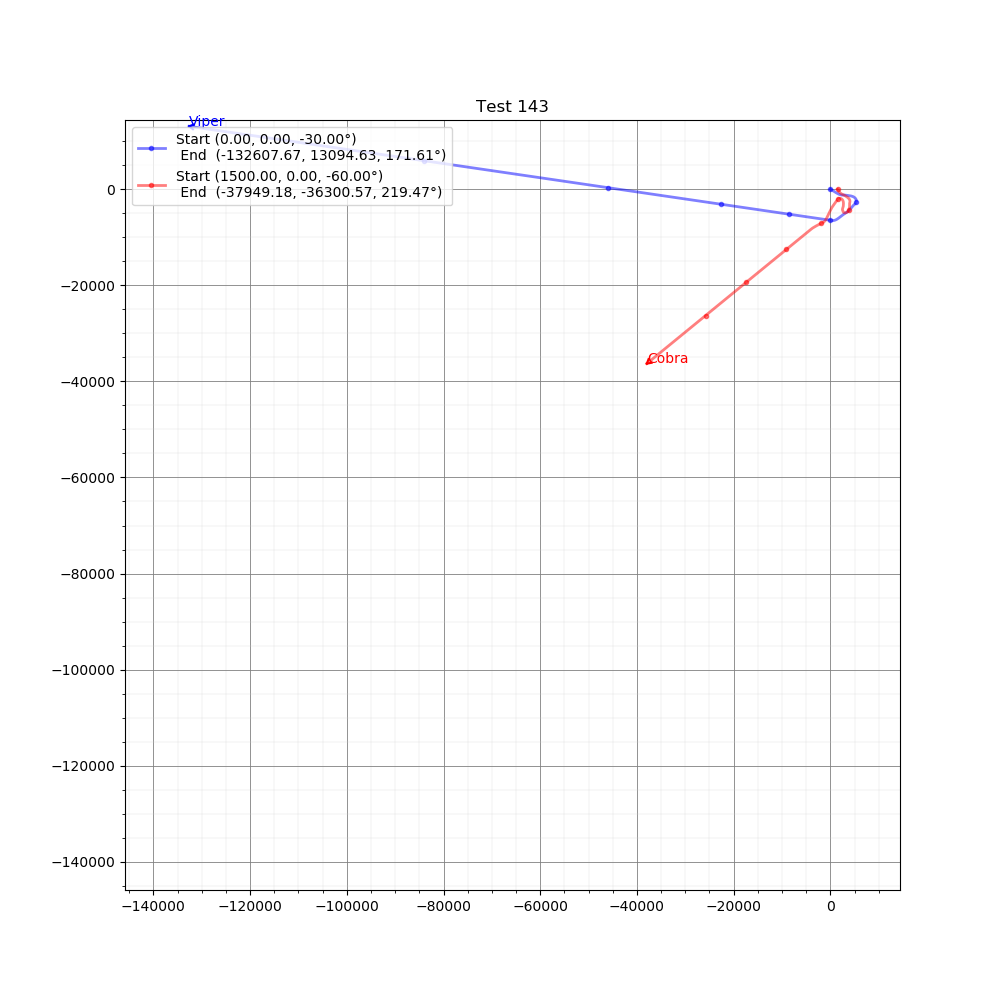 Test 143
Viper
Start (0.00, 0.00, -30.00°)
End  (-132607.67, 13094.63, 171.61°)
Start (1500.00, 0.00, -60.00°)
End  (-37949.18, -36300.57, 219.47°)
Cobra
0
−20000
−40000
−60000
−80000
−100000
−120000
−140000
−140000 −120000 −100000 −80000 −60000 −40000 −20000 0